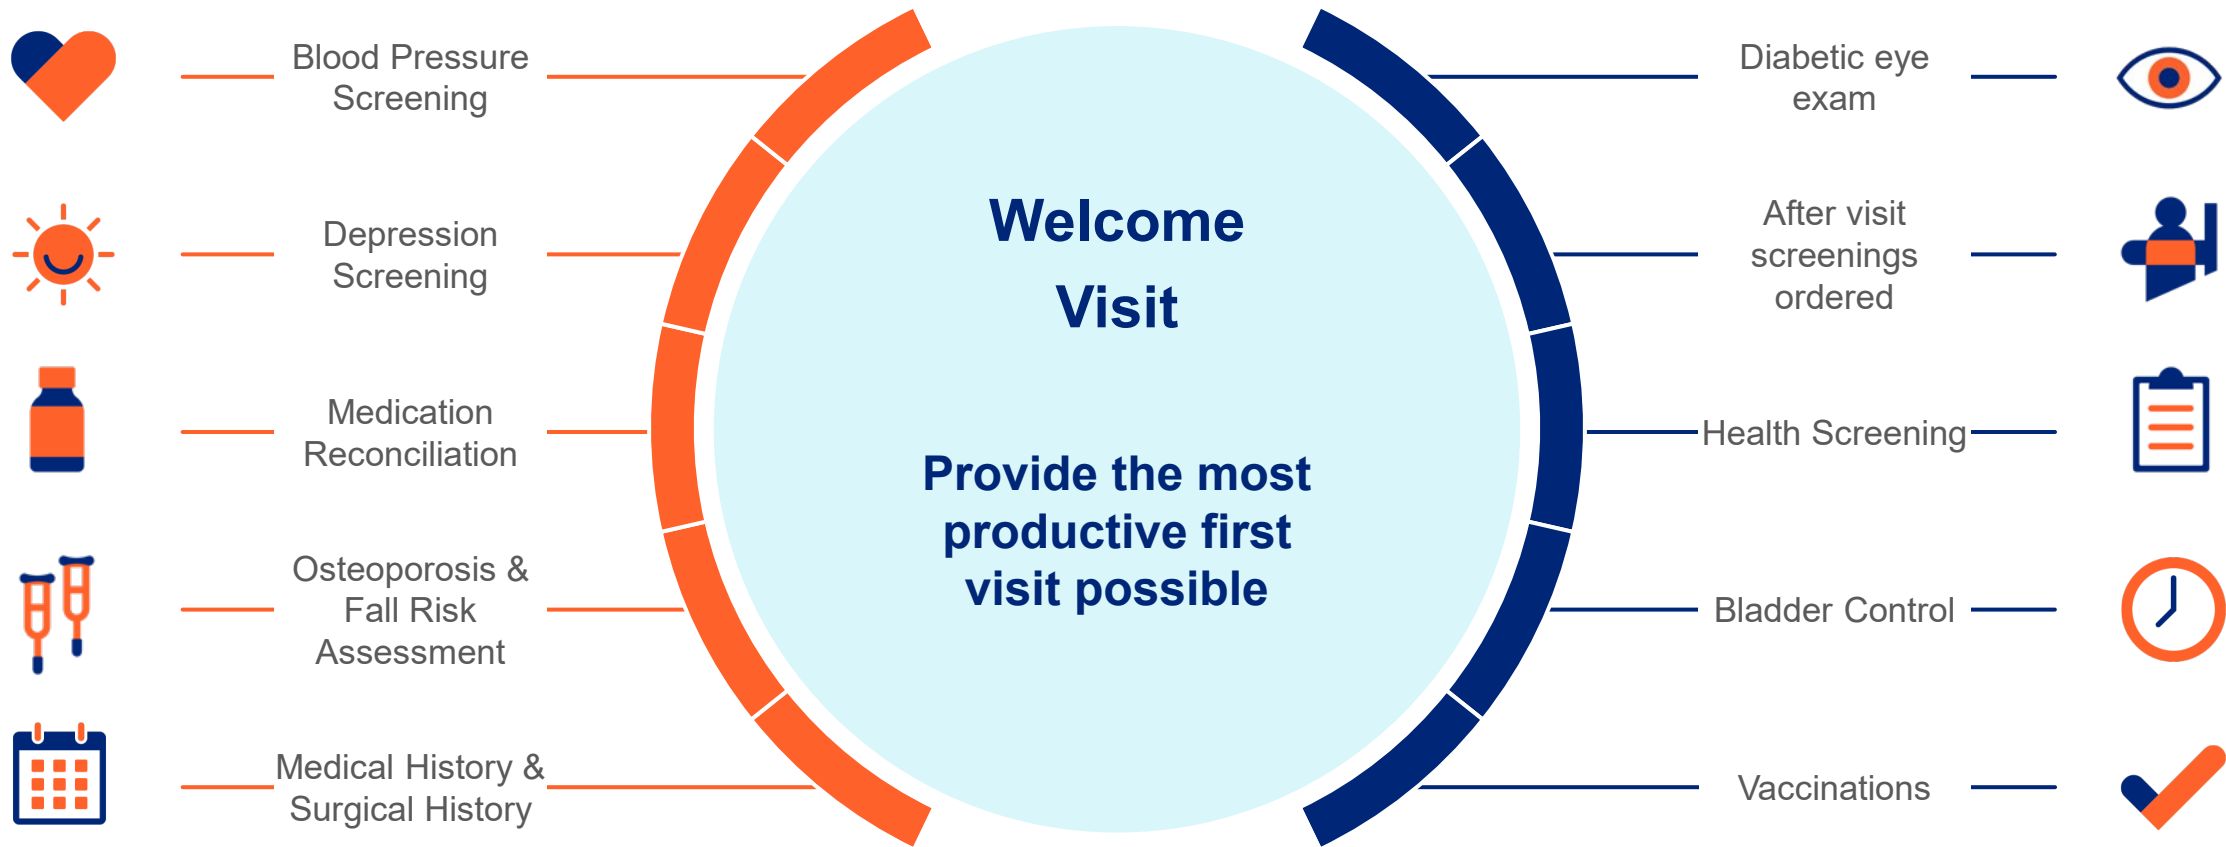 Blood Pressure
Screening
Depression
Screening
Medication
Reconciliation
Osteoporosis &
Fall Risk
Assessment
Medical History &
Surgical History
Welcome
Visit
Provide the most
productive first
visit possible
Diabetic eye
exam
After visit
screenings
ordered
Health Screening
Bladder Control
Vaccinations